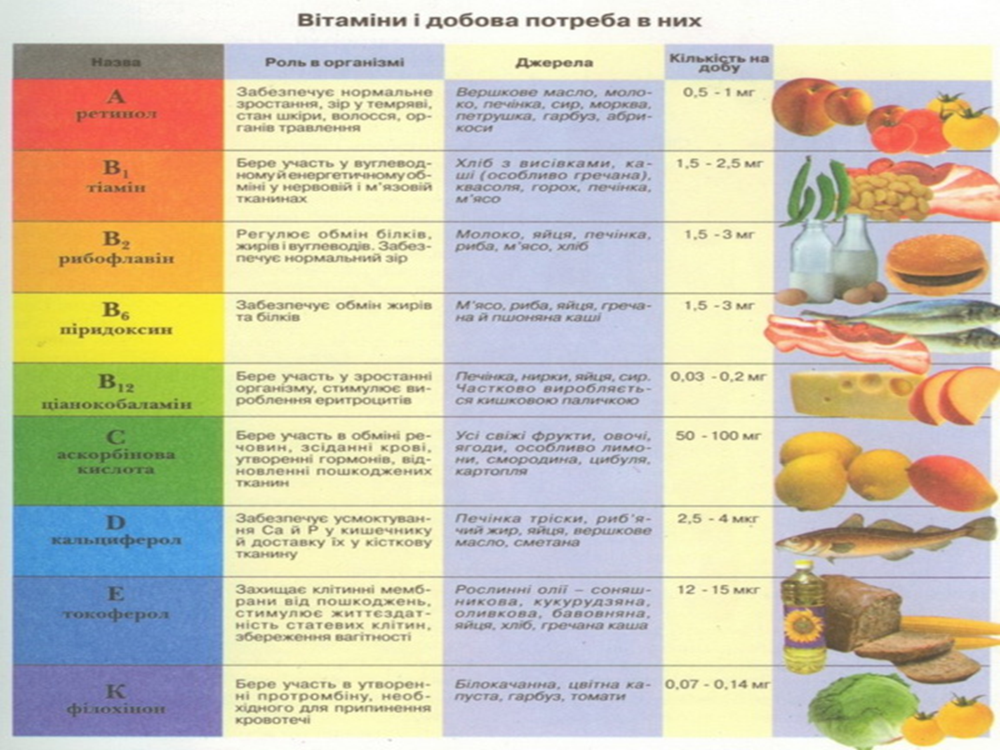 Вітаміни і добова потреба в них
Назва
Роль в організмі
Джерела
Кількість на
добу
А
ретинол
Забезпечує нормальне
зростання, зір у темряві,
стан шкіри, волосся, ор-
ганів травлення
Вершкове масло, моло-
ко, печінка, сир, морква,
петрушка, гарбуз, абри-
коси
0,5 - 1 мг
В1
тіамін
Бере участь у вуглевод-
ному й енергетичному об-
міні у нервовій і м'язовій
тканинах
Хліб з висівками, ка-
ші (особливо гречана),
квасоля, горох, печінка,
м'ясо
1,5 - 2,5 мг
В2
рибофлавін
Регулює обмін білків,
жирів і вуглеводів. Забез-
печує нормальний зір
Молоко, яйця, печінка,
риба, м'ясо, хліб
1,5 - 3 мг
В6
піридоксин
Забезпечує обмін жирів
та білків
М'ясо, риба, яйця, греча-
на й пшоняна каші
1,5 - 3 мг
В12
ціанокобаламін
Бере участь у зростанні
організму, стимулює ви-
роблення еритроцитів
Печінка, нирки, яйця, сир.
Частково виробляєть-
ся кишковою паличкою
0,03 - 0,2 мг
С
аскорбінова
кислота
Бере участь в обміні ре-
човин, зсіданні крові,
утворенні гормонів, від-
новленні пошкоджених
тканин
Усі свіжі фрукти, овочі,
ягоди, особливо лимо-
ни, смородина, цибуля,
картопля
50 - 100 мг
D
кальциферол
Забезпечує усмоктуван-
ня Са й Р у кишечнику
й доставку їх у кісткову
тканину
Печінка тріски, риб'я-
чий жир, яйця, вершкове
масло, сметана
2,5 - 4 мкг
Е
токоферол
Захищає клітинні мемб-
рани від пошкоджень,
стимулює життєздат-
ність статевих клітин,
збереження вагітності
Рослинні олії – соняш-
никова, кукурудзяна,
оливкова, бавовняна,
яйця, хліб, гречана каша
12 - 15 мкг
К
філохінон
Бере участь в утворен-
ні протромбіну, необ-
хідного для припинення
кровотечі
Білокачанна, цвітна ка-
пуста, гарбуз, томати
0,07 - 0,14 мг